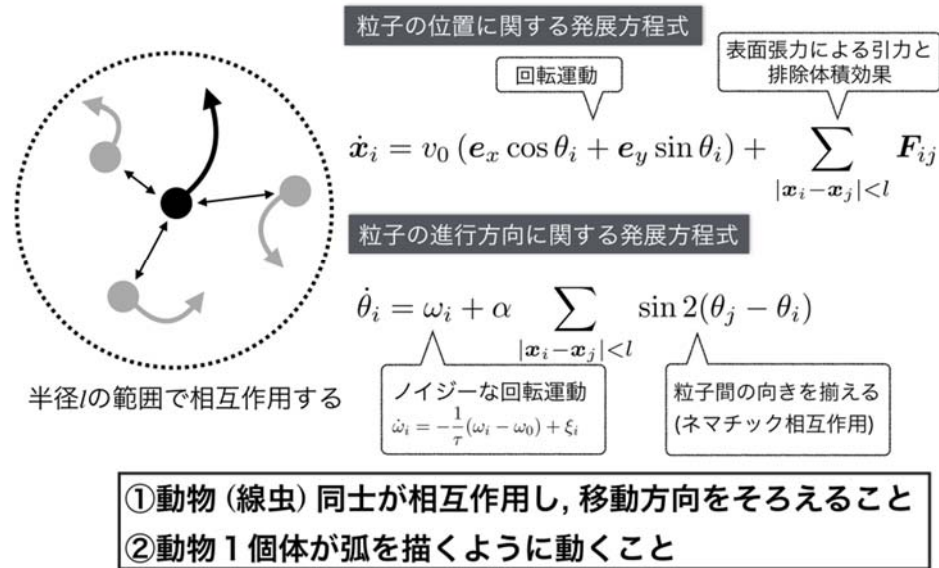 粒子の位置に関する発展方程式
回転運動
表面張力による引力と
排除体積効果
ẋ_i = v_0 (e_x cos θ_i + e_y sin θ_i) + ∑_{|x_i−x_j|<l} F_{ij}
粒子の進行方向に関する発展方程式
θ̇_i = ω_i + α ∑_{|x_i−x_j|<l} sin 2(θ_j − θ_i)
ノイジーな回転運動
ω̇_i = −1/τ (ω_i − ω_0) + ξ_i
粒子間の向きを揃える
(ネマチック相互作用)
半径lの範囲で相互作用する
①動物 (線虫) 同士が相互作用し, 移動方向をそろえること
②動物1個体が弧を描くように動くこと